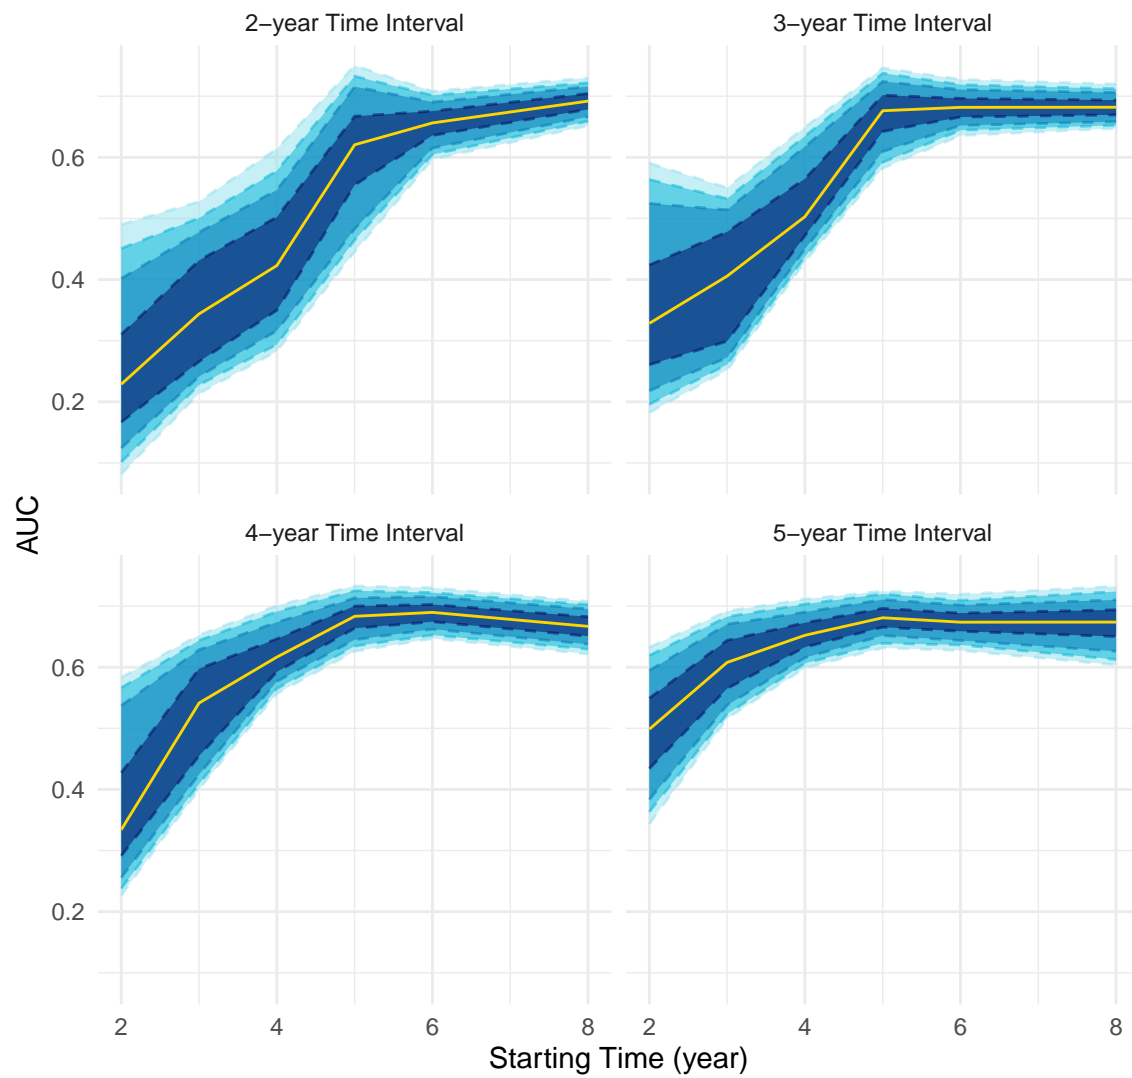 2−year Time Interval
3−year Time Interval
0.6
0.4
0.2
AUC
4−year Time Interval
5−year Time Interval
0.6
0.4
0.2
2
4
6
8
2
4
6
8
Starting Time (year)